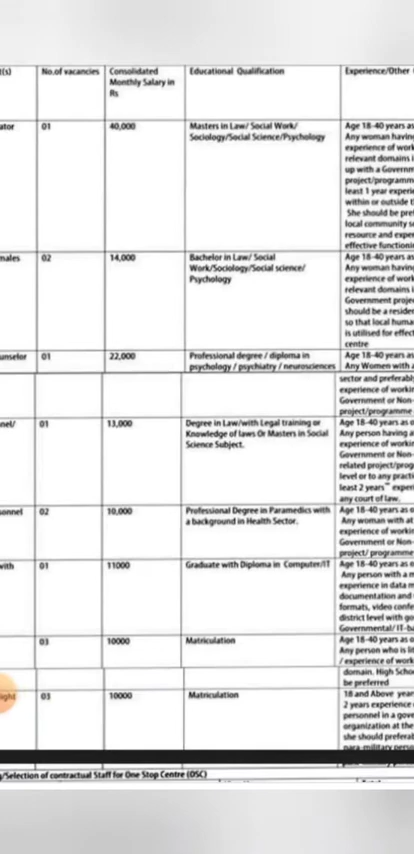 t(s) No.of vacancies Consolidated Monthly Salary in Rs Educational Qualification Experience/Other
ator 01 40,000 Masters in Law/ Social Work/
Sociology/Social Science/Psychology
Age 18-40 years as
Any woman having
experience of work
relevant domains i
up with a Governm
project/programm
least 1 year experie
within or outside t
She should be pref
local community s
resource and exper
effective functioni
males 02 14,000 Bachelor in Law/ Social
Work/Sociology/Social science/
Psychology
Age 18-40 years as
Any woman having
experience of work
relevant domains i
Government projec
should be a residen
so that local huma
is utilised for effect
centre
unselor 01 22,000 Professional degree / diploma in
psychology / psychiatry / neurosciences
Age 18-40 years as
Any Women with a
sector and preferably
experience of workin
Government or Non-
project/programme
nel/ 01 13,000 Degree in Law/with Legal training or
Knowledge of laws Or Masters in Social
Science Subject.
Age 18-40 years as o
Any person having a
experience of workin
Government or Non-
related project/prog
level or to any practi
least 2 years experi
any court of law.
sonnel 02 10,000 Professional Degree in Paramedics with
a background in Health Sector.
Age 18-40 years as o
Any woman with at
experience of workin
Government or Non-
project/ programme
with 01 11000 Graduate with Diploma in Computer/IT
Age 18-40 years as o
Any person with a m
experience in data m
documentation and
formats, video confe
district level with go
Governmental/ IT-ba
03 10000 Matriculation
Age 18-40 years as o
Any person who is lit
/ experience of work
domain. High Schoo
be preferred
ight 03 10000 Matriculation
18 and Above year
2 years experience
personnel in a gove
organization at the
she should preferab
para-military perso
/Selection of contractual Staff for One Stop Centre (OSC)